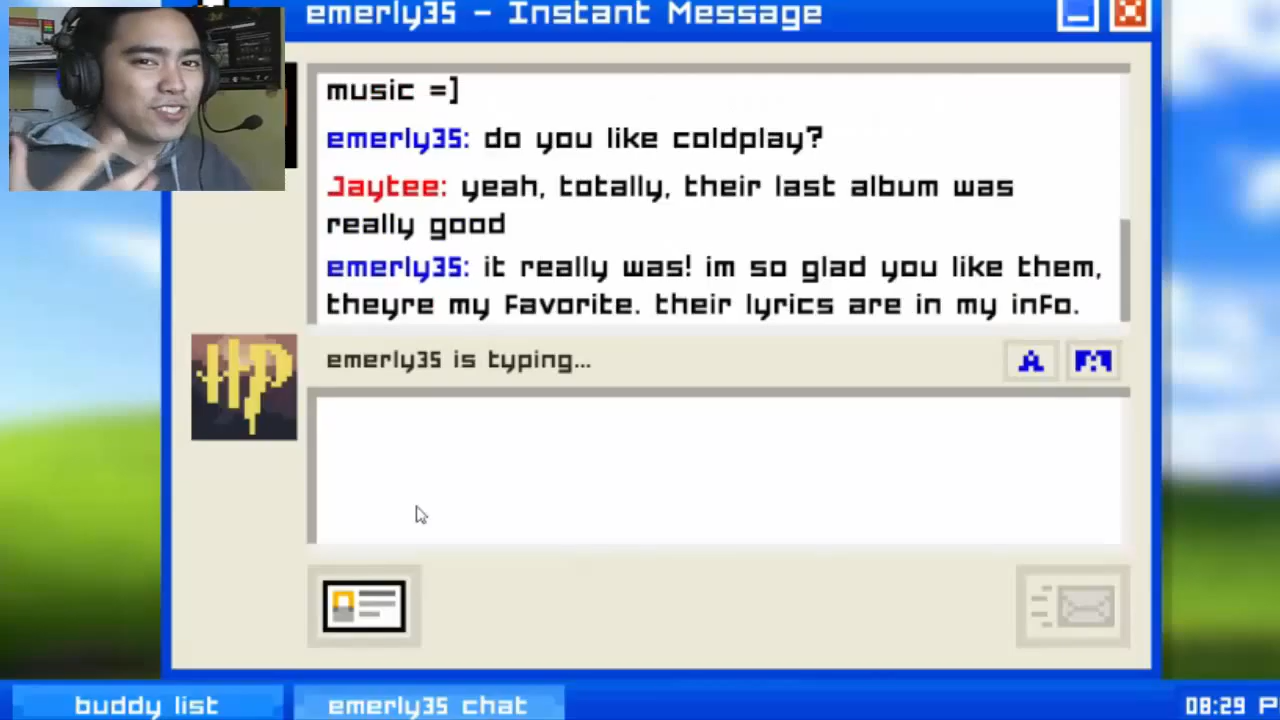 emerly35 - Instant Message
music =]
emerly35: do you like coldplay?
Jaytee: yeah, totally, their last album was
really good
emerly35: it really was! im so glad you like them,
theyre my favorite. their lyrics are in my info.
HP
emerly35 is typing...
A
buddy list
emerly35 chat
08:29 P